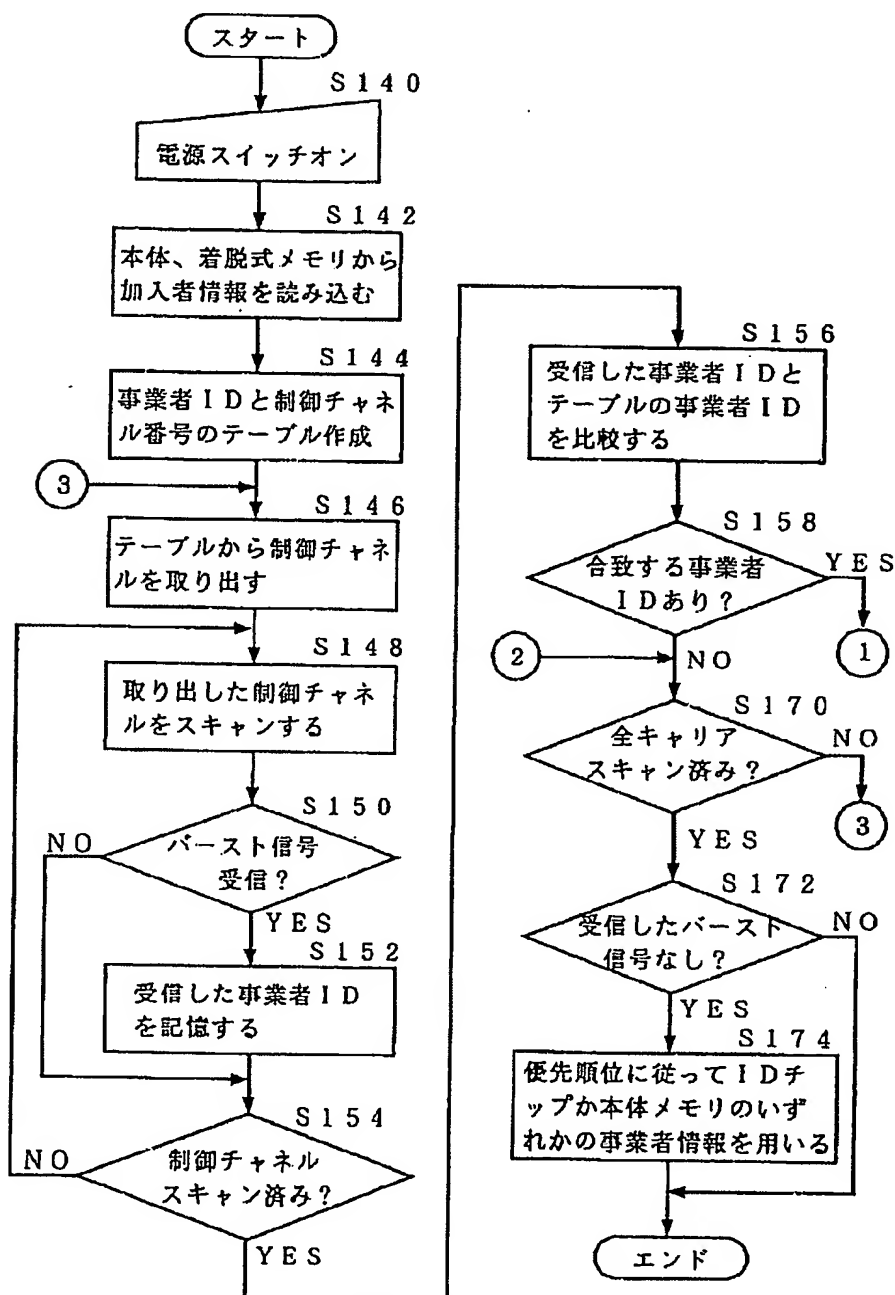 スタート
S140
電源スイッチオン
S142
本体、着脱式メモリから
加入者情報を読み込む
S144
事業者IDと制御チャネ
ル番号のテーブル作成
3
S146
テーブルから制御チャネ
ルを取り出す
S148
取り出した制御チャネ
ルをスキャンする
S150
NO
バースト信号
受信?
YES
S152
受信した事業者ID
を記憶する
S154
NO
制御チャネル
スキャン済み?
YES
S156
受信した事業者IDと
テーブルの事業者ID
を比較する
S158
合致する事業者
IDあり?
YES
1
2
NO
S170
全キャリア
スキャン済み?
NO
3
YES
S172
受信したバースト
信号なし?
NO
YES
S174
優先順位に従ってIDチ
ップか本体メモリのいず
れかの事業者情報を用いる
エンド